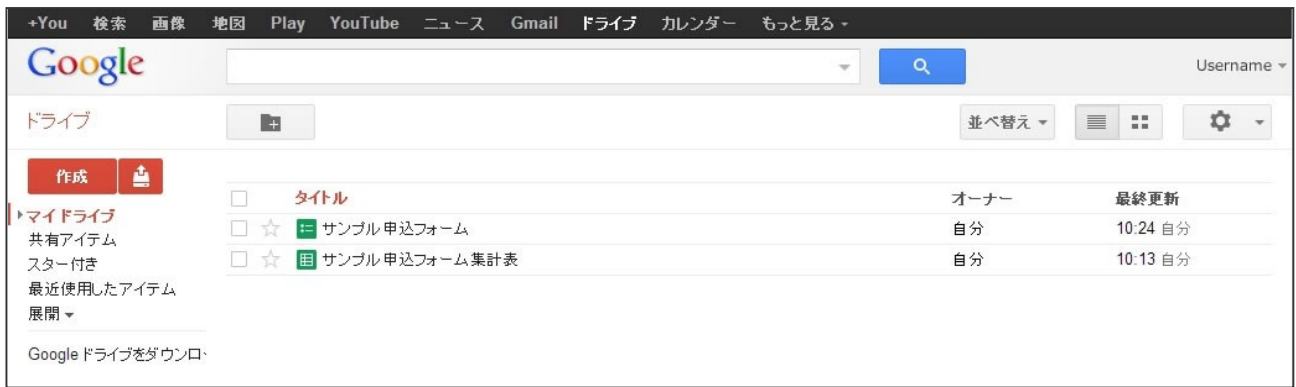 +You 検索 画像 地図 Play YouTube ニュース Gmail ドライブ カレンダー もっと見る
Google
Username
ドライブ
並べ替え
作成
タイトル オーナー 最終更新
マイドライブ
サンプル申込フォーム 自分 10:24 自分
共有アイテム
サンプル申込フォーム集計表 自分 10:13 自分
スター付き
最近使用したアイテム
展開
Google ドライブをダウンロ